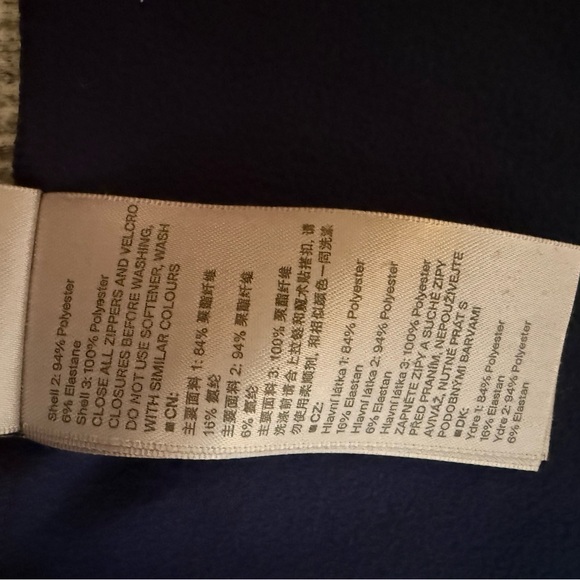 Shell 2: 94% Polyester
6% Elastane
Shell 3: 100% Polyester
CLOSE ALL ZIPPERS AND VELCRO
CLOSURES BEFORE WASHING,
DO NOT USE SOFTENER, WASH
WITH SIMILAR COLOURS
CN:
主要面料 1: 84% 聚脂纤维
16% 氨纶
主要面料 2: 94% 聚脂纤维
6% 氨纶
主要面料 3: 100% 聚脂纤维
洗涤前请合上拉链和魔术贴搭扣, 请
勿使用柔顺剂, 和相似颜色一同洗涤
CZ:
Hlavní látka 1: 84% Polyester
16% Elastan
Hlavní látka 2: 94% Polyester
6% Elastan
Hlavní látka 3: 100% Polyester
ZAPNĚTE ZIPY A SUCHÉ ZIPY
PŘED PRANÍM, NEPOUŽÍVEJTE
AVIVÁŽ, NUTNÉ PRÁT S
PODOBNÝMI BARVAMI
DK:
Ydre 1: 84% Polyester
16% Elastan
Ydre 2: 94% Polyester
6% Elastan